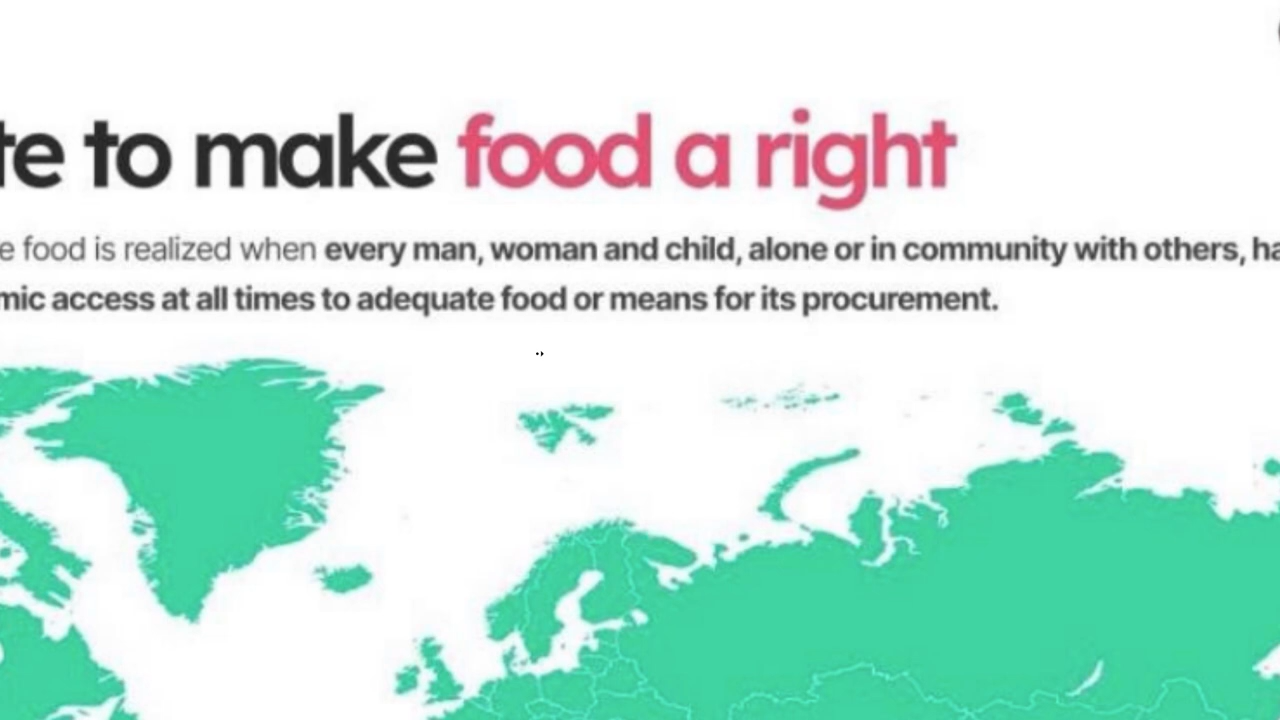 te to make food a right
e food is realized when every man, woman and child, alone or in community with others, ha
mic access at all times to adequate food or means for its procurement.